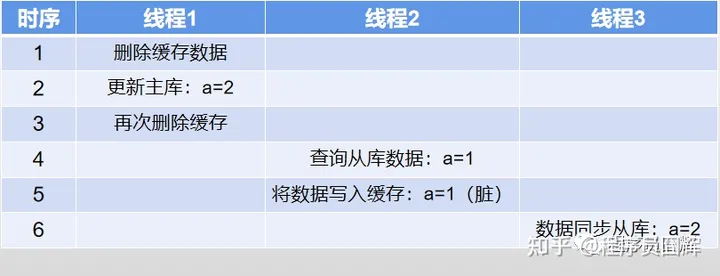 时序 线程1 线程2 线程3
1 删除缓存数据
2 更新主库：a=2
3 再次删除缓存
4 查询从库数据：a=1
5 将数据写入缓存：a=1（脏）
6 数据同步从库：a=2
知乎 @程序员囧辉